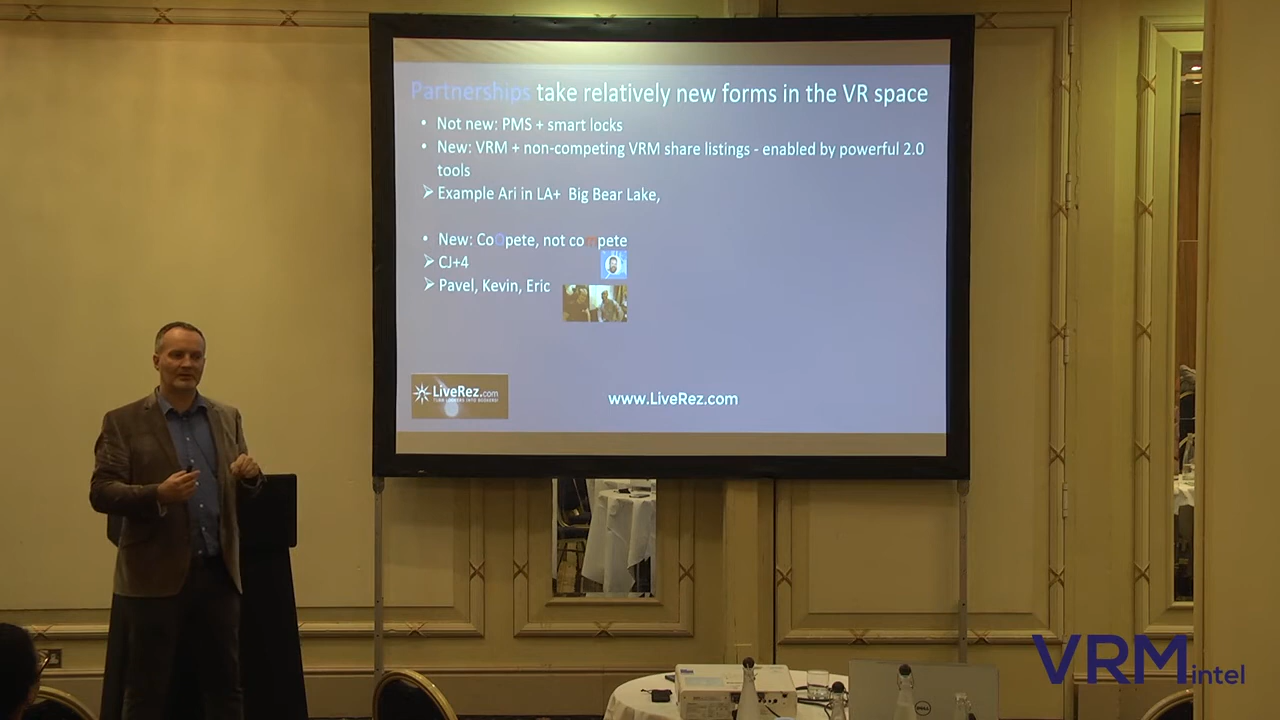 Partnerships take relatively new forms in the VR space
• Not new: PMS + smart locks
• New: VRM + non-competing VRM share listings - enabled by powerful 2.0
tools
➢ Example Ari in LA+ Big Bear Lake,
• New: CoOpete, not compete
➢ CJ+4
➢ Pavel, Kevin, Eric
LiveRez.com
www.LiveRez.com
DELL
VRMintel